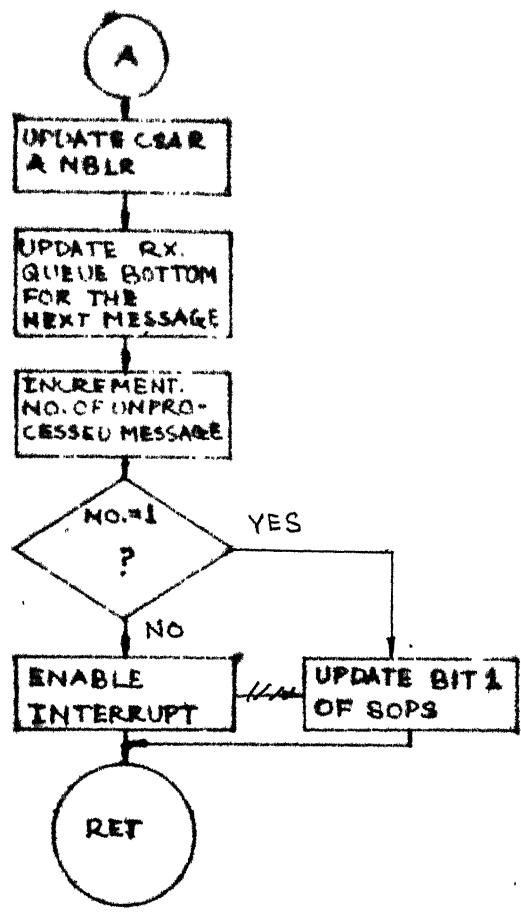 A
UPDATE CSAR
& NBLR
UPDATE RX.
QUEUE BOTTOM
FOR THE
NEXT MESSAGE
INCREMENT.
NO. OF UNPRO-
CESSED MESSAGE
NO.=1
?
YES
NO
ENABLE
INTERRUPT
UPDATE BIT 1
OF SOPS
RET